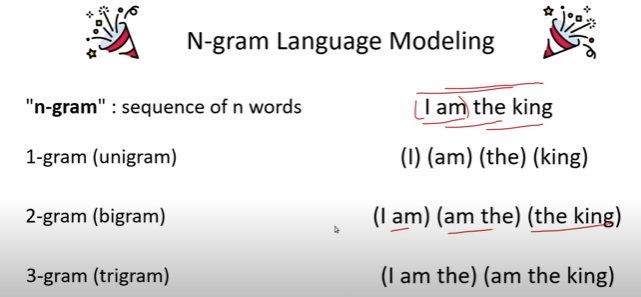 N-gram Language Modeling
"n-gram" : sequence of n words
I am the king
1-gram (unigram)
(I) (am) (the) (king)
2-gram (bigram)
(I am) (am the) (the king)
3-gram (trigram)
(I am the) (am the king)